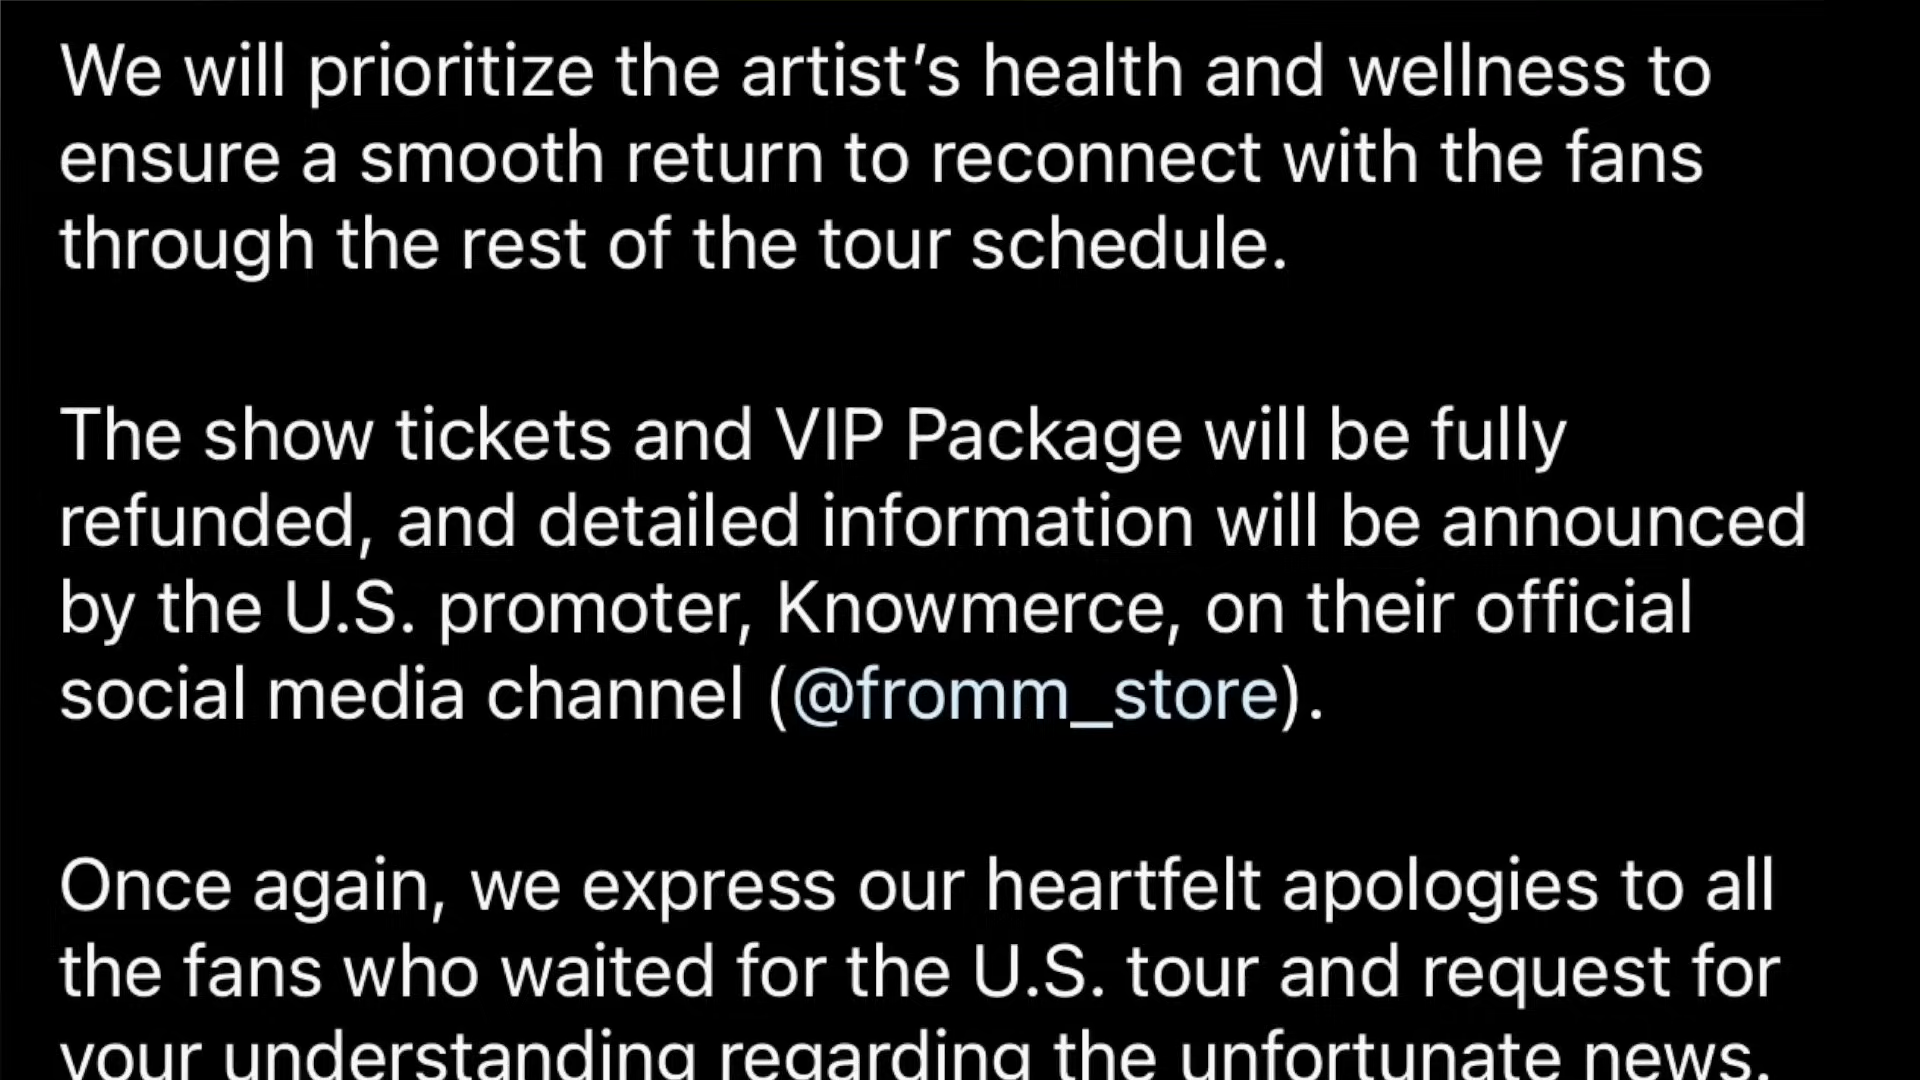 We will prioritize the artist’s health and wellness to
ensure a smooth return to reconnect with the fans
through the rest of the tour schedule.
The show tickets and VIP Package will be fully
refunded, and detailed information will be announced
by the U.S. promoter, Knowmerce, on their official
social media channel (@fromm_store).
Once again, we express our heartfelt apologies to all
the fans who waited for the U.S. tour and request for
your understanding regarding the unfortunate news.